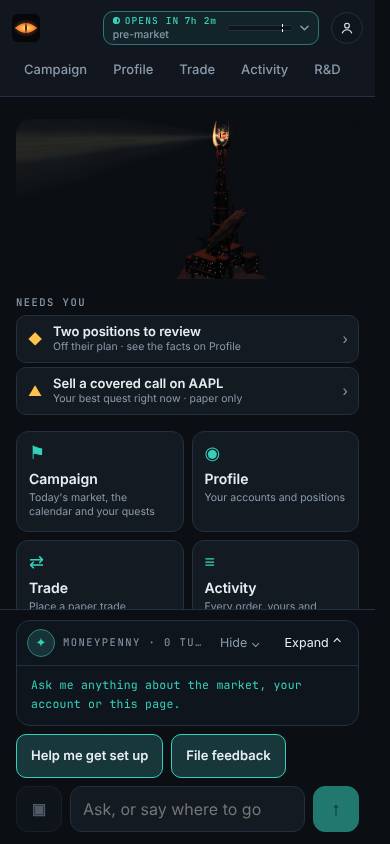 OPENS IN 7h 2m
pre-market
Campaign Profile Trade Activity R&D
NEEDS YOU
Two positions to review
Off their plan · see the facts on Profile
Sell a covered call on AAPL
Your best quest right now · paper only
Campaign
Today's market, the
calendar and your quests
Profile
Your accounts and positions
Trade
Place a paper trade
Activity
Every order, yours and
MONEYPENNY · 0 TU…
Hide
Expand
Ask me anything about the market, your
account or this page.
Help me get set up
File feedback
Ask, or say where to go